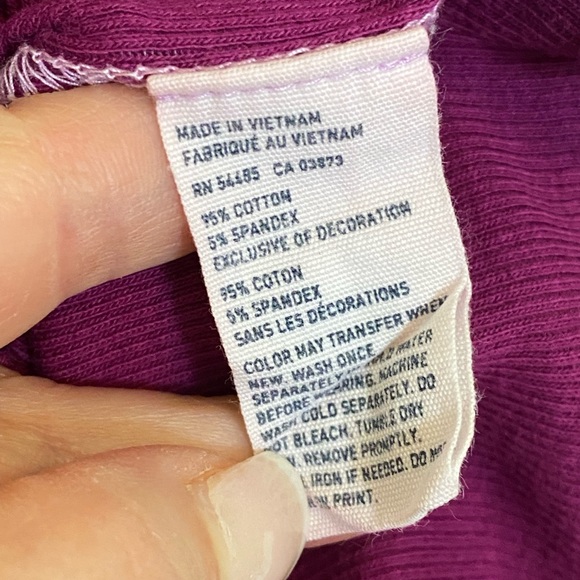 MADE IN VIETNAM
FABRIQUÉ AU VIETNAM
RN 54485 CA 03873
95% COTTON
5% SPANDEX
EXCLUSIVE OF DECORATION
95% COTON
5% SPANDEX
SANS LES DÉCORATIONS
COLOR MAY TRANSFER WHEN
NEW. WASH ONCE WATER
SEPARATELY
BEFORE WEARING. MACHINE
WASH COLD SEPARATELY. DO
NOT BLEACH, TUMBLE DRY
REMOVE PROMPTLY.
IRON IF NEEDED. DO NOT
PRINT.